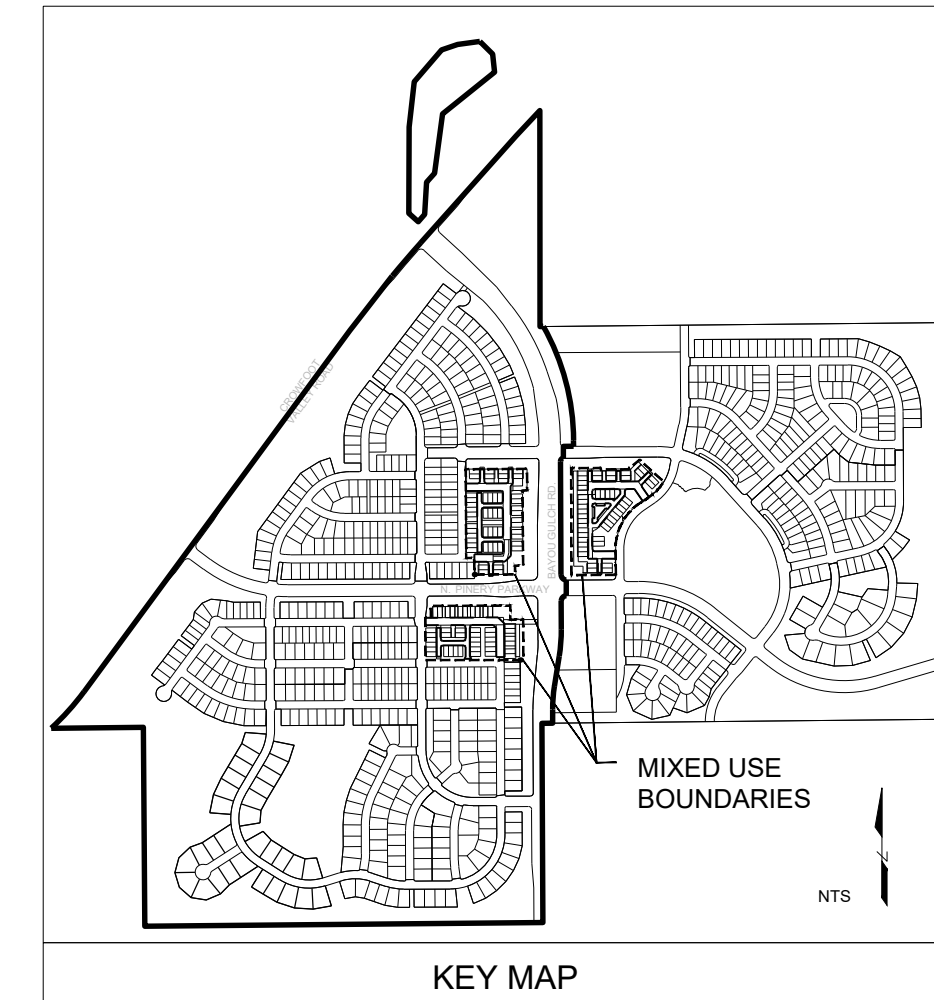 CROWFOOT
VALLEY ROAD
BAYOU GULCH RD.
N. PINERY PARKWAY
MIXED USE
BOUNDARIES
NTS
N
KEY MAP